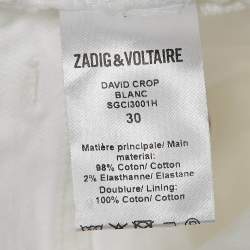 ZADIG&VOLTAIRE
DAVID CROP
BLANC
SGCI3001H
30
Matière principale/ Main
material:
98% Coton/ Cotton
2% Elasthanne/ Elastane
Doublure/ Lining:
100% Coton/ Cotton